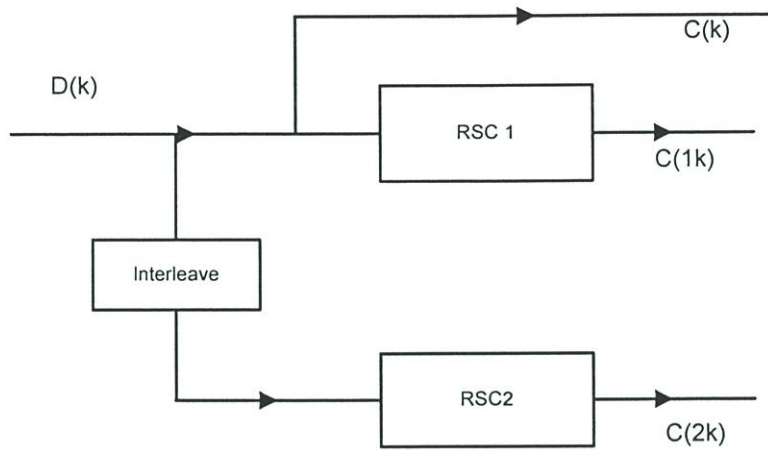 C(k)
D(k)
RSC 1
C(1k)
Interleave
RSC2
C(2k)